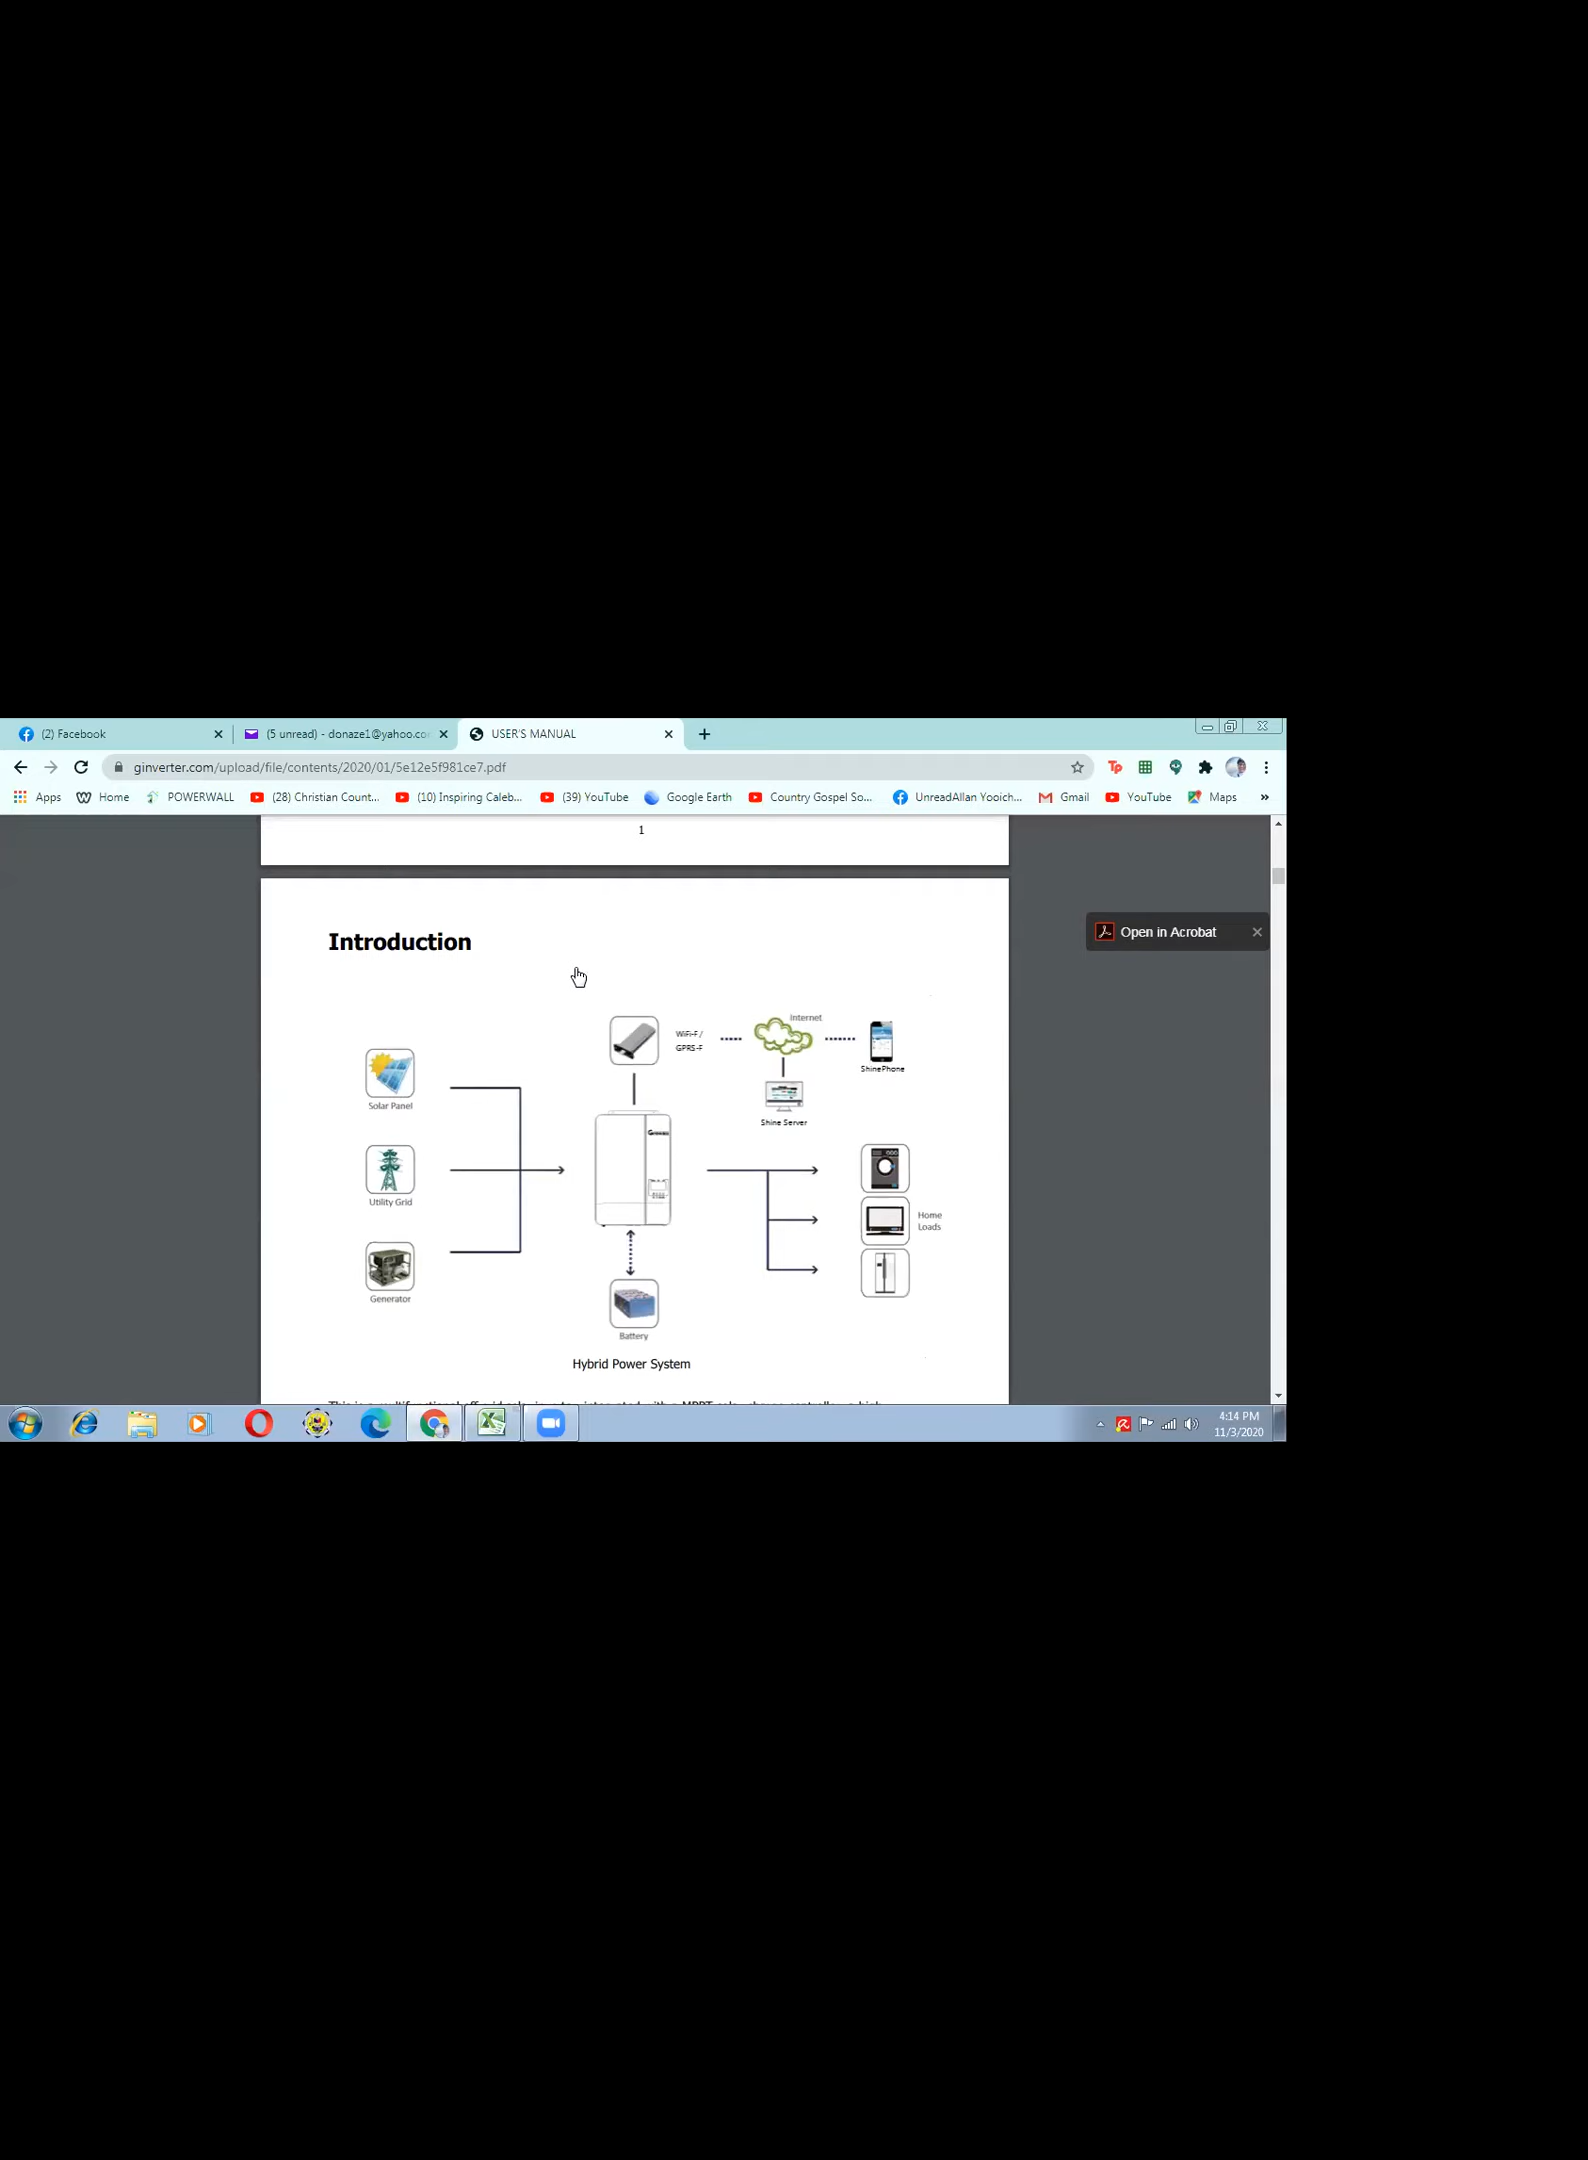 (2) Facebook
(5 unread) - donaze1@yahoo.co
USER'S MANUAL
ginverter.com/upload/file/contents/2020/01/5e12e5f981ce7.pdf
Apps Home POWERWALL (28) Christian Count... (10) Inspiring Caleb... (39) YouTube Google Earth Country Gospel So... UnreadAllan Yooich... Gmail YouTube Maps »
1
Introduction
Open in Acrobat
Internet
WiFi-F /
GPRS-F
ShinePhone
Solar Panel
Shine Server
Utility Grid
Home
Loads
Generator
Battery
Hybrid Power System
4:14 PM
11/3/2020